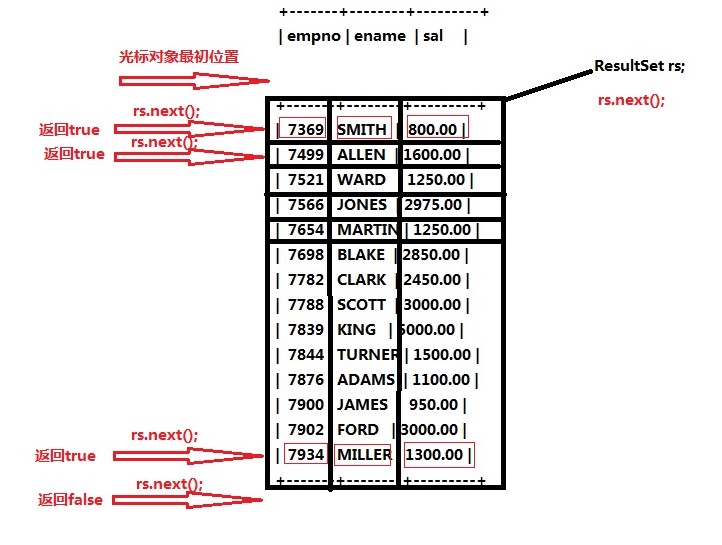 +--------+--------+----------+
| empno | ename | sal |
光标对象最初位置
ResultSet rs;
rs.next();
+--------+--------+----------+
rs.next();
返回true
| 7369 | SMITH | 800.00 |
rs.next();
返回true
| 7499 | ALLEN | 1600.00 |
| 7521 | WARD | 1250.00 |
| 7566 | JONES | 2975.00 |
| 7654 | MARTIN | 1250.00 |
| 7698 | BLAKE | 2850.00 |
| 7782 | CLARK | 2450.00 |
| 7788 | SCOTT | 3000.00 |
| 7839 | KING | 5000.00 |
| 7844 | TURNER | 1500.00 |
| 7876 | ADAMS | 1100.00 |
| 7900 | JAMES | 950.00 |
| 7902 | FORD | 3000.00 |
rs.next();
返回true
| 7934 | MILLER | 1300.00 |
+--------+--------+----------+
rs.next();
返回false